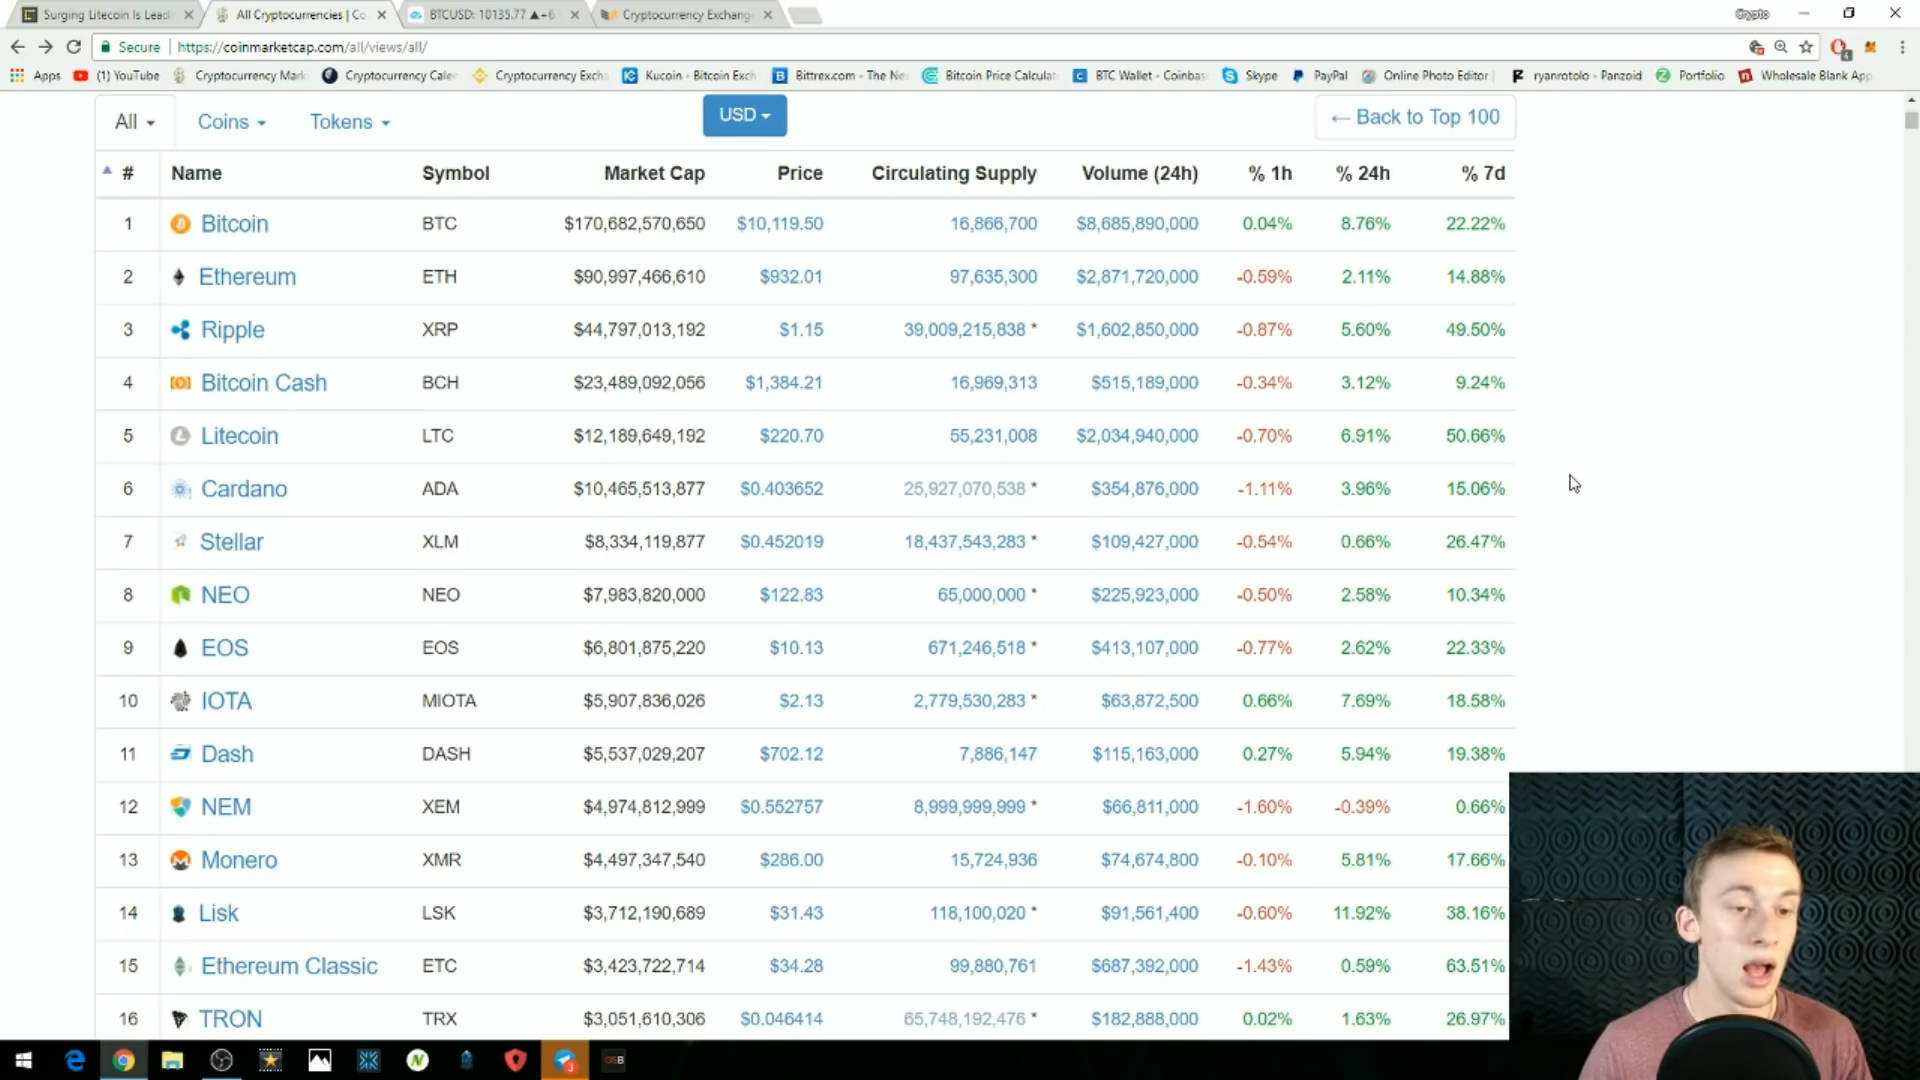 Surging Litecoin Is Leadi
All Cryptocurrencies | Co
BTCUSD: 10135.77 ▲+6.
Cryptocurrency Exchang
Crypto
Secure | https://coinmarketcap.com/all/views/all/
Apps (1) YouTube Cryptocurrency Mark Cryptocurrency Cale Cryptocurrency Exch Kucoin - Bitcoin Exch Bittrex.com - The Ne Bitcoin Price Calculat BTC Wallet - Coinbas Skype PayPal Online Photo Editor | ryanrotolo - Panzoid Portfolio Wholesale Blank App
All Coins Tokens USD ← Back to Top 100
# Name Symbol Market Cap Price Circulating Supply Volume (24h) % 1h % 24h % 7d
1 Bitcoin BTC $170,682,570,650 $10,119.50 16,866,700 $8,685,890,000 0.04% 8.76% 22.22%
2 Ethereum ETH $90,997,466,610 $932.01 97,635,300 $2,871,720,000 -0.59% 2.11% 14.88%
3 Ripple XRP $44,797,013,192 $1.15 39,009,215,838 * $1,602,850,000 -0.87% 5.60% 49.50%
4 Bitcoin Cash BCH $23,489,092,056 $1,384.21 16,969,313 $515,189,000 -0.34% 3.12% 9.24%
5 Litecoin LTC $12,189,649,192 $220.70 55,231,008 $2,034,940,000 -0.70% 6.91% 50.66%
6 Cardano ADA $10,465,513,877 $0.403652 25,927,070,538 * $354,876,000 -1.11% 3.96% 15.06%
7 Stellar XLM $8,334,119,877 $0.452019 18,437,543,283 * $109,427,000 -0.54% 0.66% 26.47%
8 NEO NEO $7,983,820,000 $122.83 65,000,000 * $225,923,000 -0.50% 2.58% 10.34%
9 EOS EOS $6,801,875,220 $10.13 671,246,518 * $413,107,000 -0.77% 2.62% 22.33%
10 IOTA MIOTA $5,907,836,026 $2.13 2,779,530,283 * $63,872,500 0.66% 7.69% 18.58%
11 Dash DASH $5,537,029,207 $702.12 7,886,147 $115,163,000 0.27% 5.94% 19.38%
12 NEM XEM $4,974,812,999 $0.552757 8,999,999,999 * $66,811,000 -1.60% -0.39% 0.66%
13 Monero XMR $4,497,347,540 $286.00 15,724,936 $74,674,800 -0.10% 5.81% 17.66%
14 Lisk LSK $3,712,190,689 $31.43 118,100,020 * $91,561,400 -0.60% 11.92% 38.16%
15 Ethereum Classic ETC $3,423,722,714 $34.28 99,880,761 $687,392,000 -1.43% 0.59% 63.51%
16 TRON TRX $3,051,610,306 $0.046414 65,748,192,476 * $182,888,000 0.02% 1.63% 26.97%